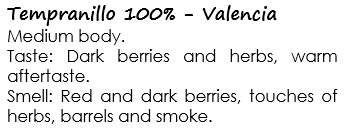 Tempranillo 100% - Valencia
Medium body.
Taste: Dark berries and herbs, warm
aftertaste.
Smell: Red and dark berries, touches of
herbs, barrels and smoke.